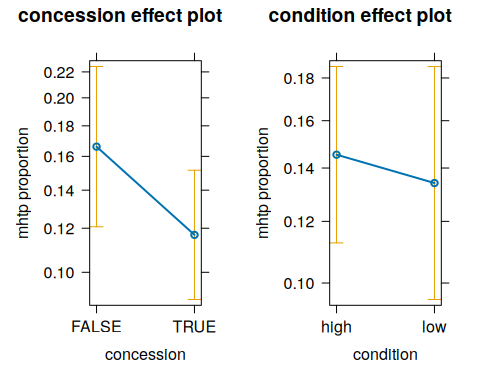 concession effect plot
mhtp proportion
0.22
0.20
0.18
0.16
0.14
0.12
0.10
FALSE TRUE
concession
condition effect plot
mhtp proportion
0.18
0.16
0.14
0.12
0.10
high low
condition